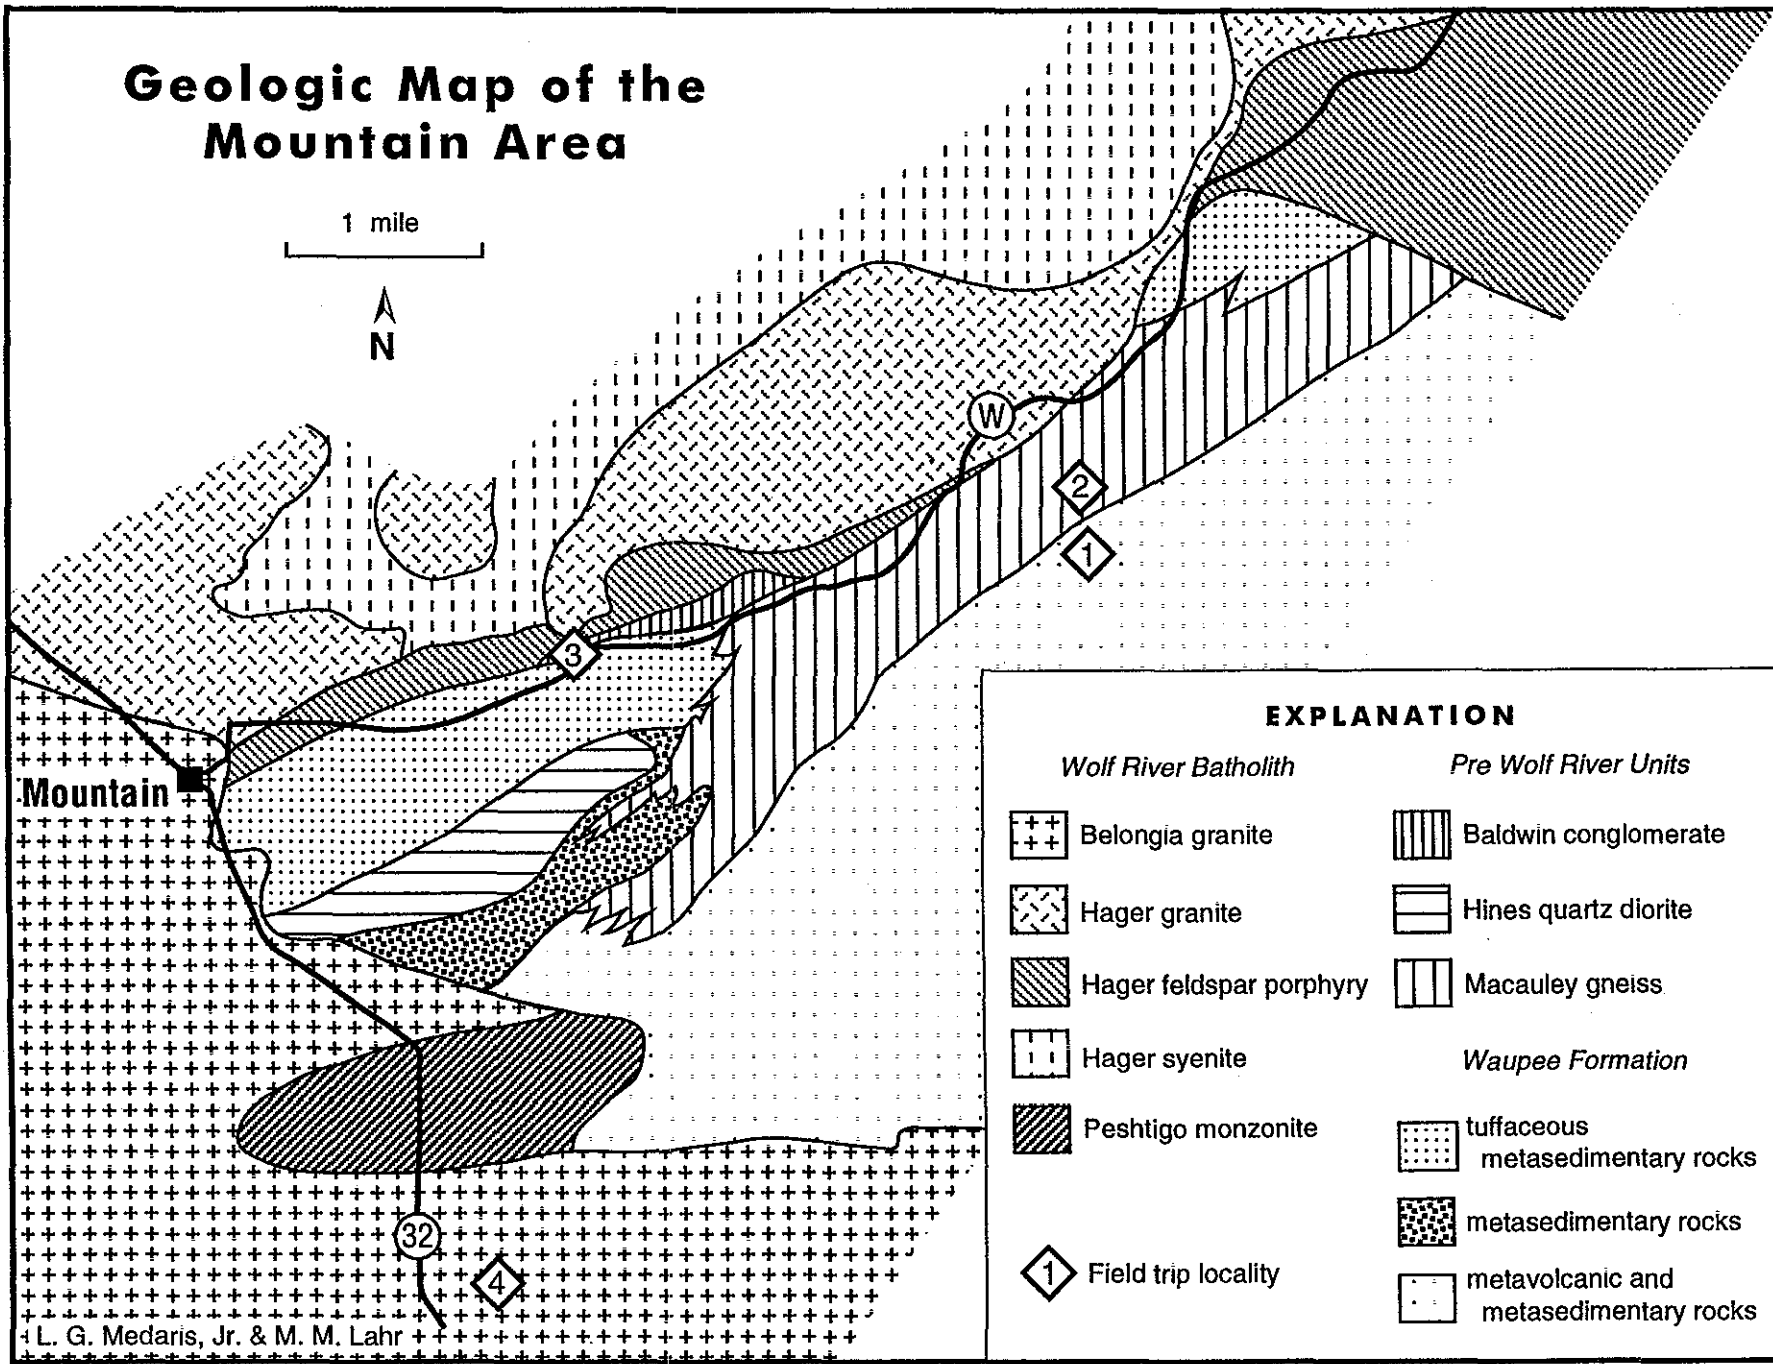 Geologic Map of the
Mountain Area
1 mile
N
W
2
1
3
Mountain
32
4
L. G. Medaris, Jr. & M. M. Lahr
EXPLANATION
Wolf River Batholith
Belongia granite
Hager granite
Hager feldspar porphyry
Hager syenite
Peshtigo monzonite
1 Field trip locality
Pre Wolf River Units
Baldwin conglomerate
Hines quartz diorite
Macauley gneiss
Waupee Formation
tuffaceous
metasedimentary rocks
metasedimentary rocks
metavolcanic and
metasedimentary rocks